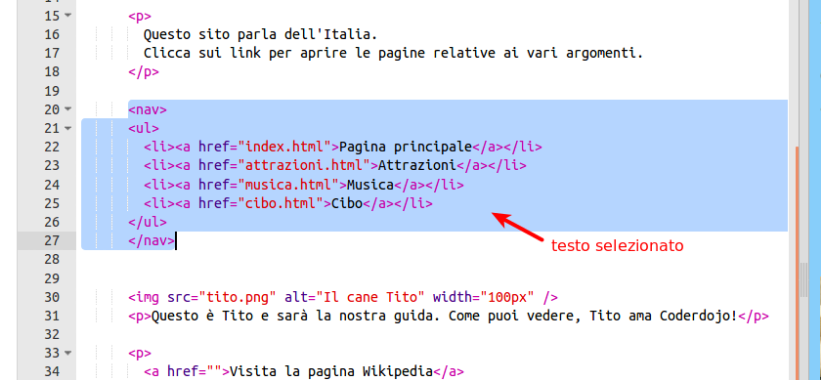 15 <p>
16 Questo sito parla dell'Italia.
17 Clicca sui link per aprire le pagine relative ai vari argomenti.
18 </p>
19
20 <nav>
21 <ul>
22 <li><a href="index.html">Pagina principale</a></li>
23 <li><a href="attrazioni.html">Attrazioni</a></li>
24 <li><a href="musica.html">Musica</a></li>
25 <li><a href="cibo.html">Cibo</a></li>
26 </ul>
27 </nav>
testo selezionato
28
29
30 <img src="tito.png" alt="Il cane Tito" width="100px" />
31 <p>Questo è Tito e sarà la nostra guida. Come puoi vedere, Tito ama Coderdojo!</p>
32
33 <p>
34 <a href="">Visita la pagina Wikipedia</a>